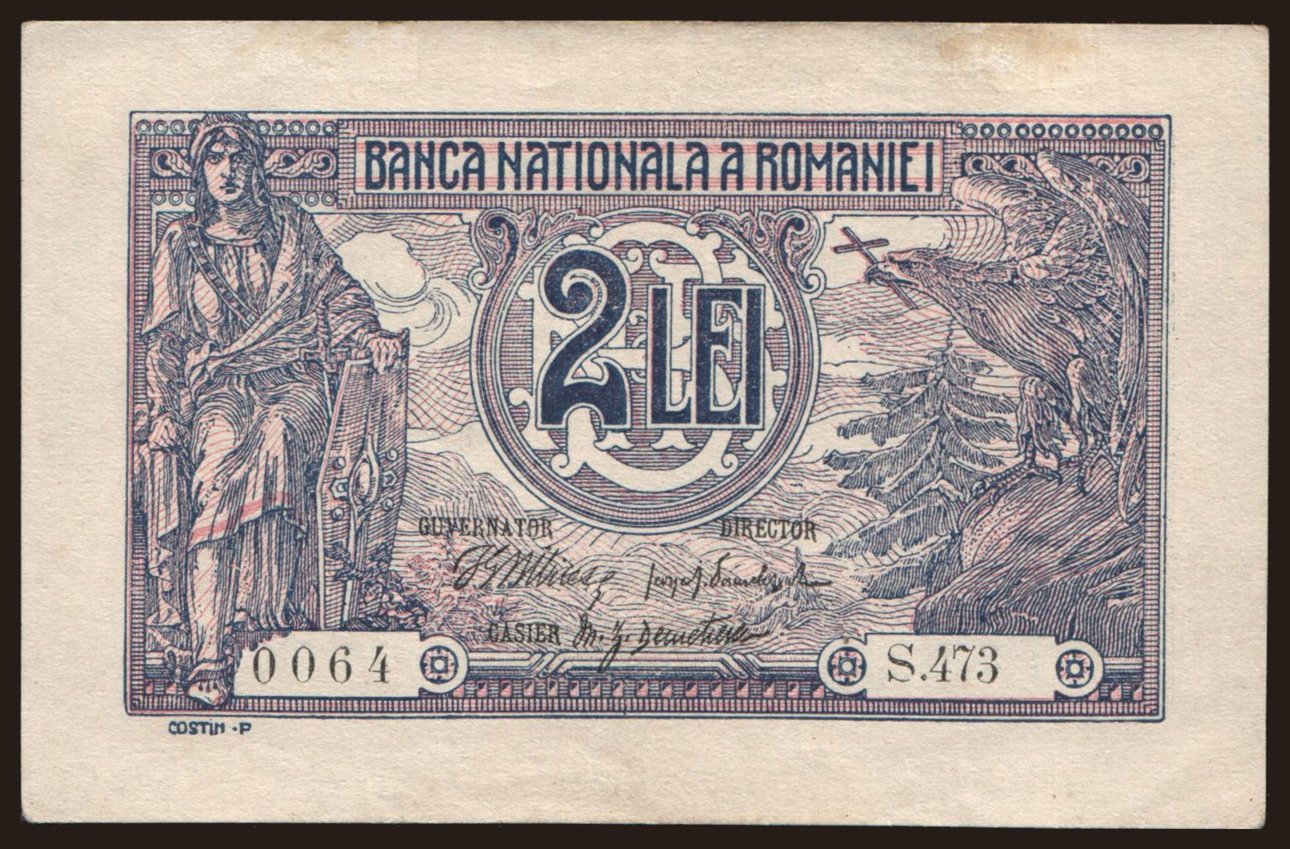 BANCA NATIONALA A ROMANIEI
2 LEI
GUVERNATOR DIRECTOR
CASIER
0064 S.473
COSTIN - P